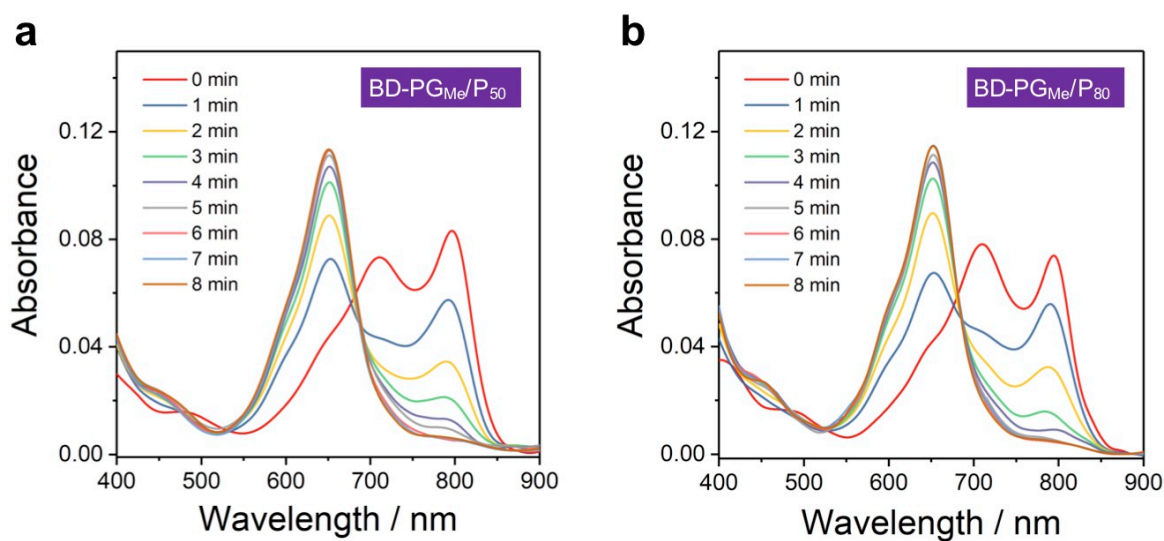 a
BD-PGMe/P50
0 min
1 min
2 min
3 min
4 min
5 min
6 min
7 min
8 min
Absorbance
0.12
0.08
0.04
0.00
400 500 600 700 800 900
Wavelength / nm
b
BD-PGMe/P80
0 min
1 min
2 min
3 min
4 min
5 min
6 min
7 min
8 min
Absorbance
0.12
0.08
0.04
0.00
400 500 600 700 800 900
Wavelength / nm